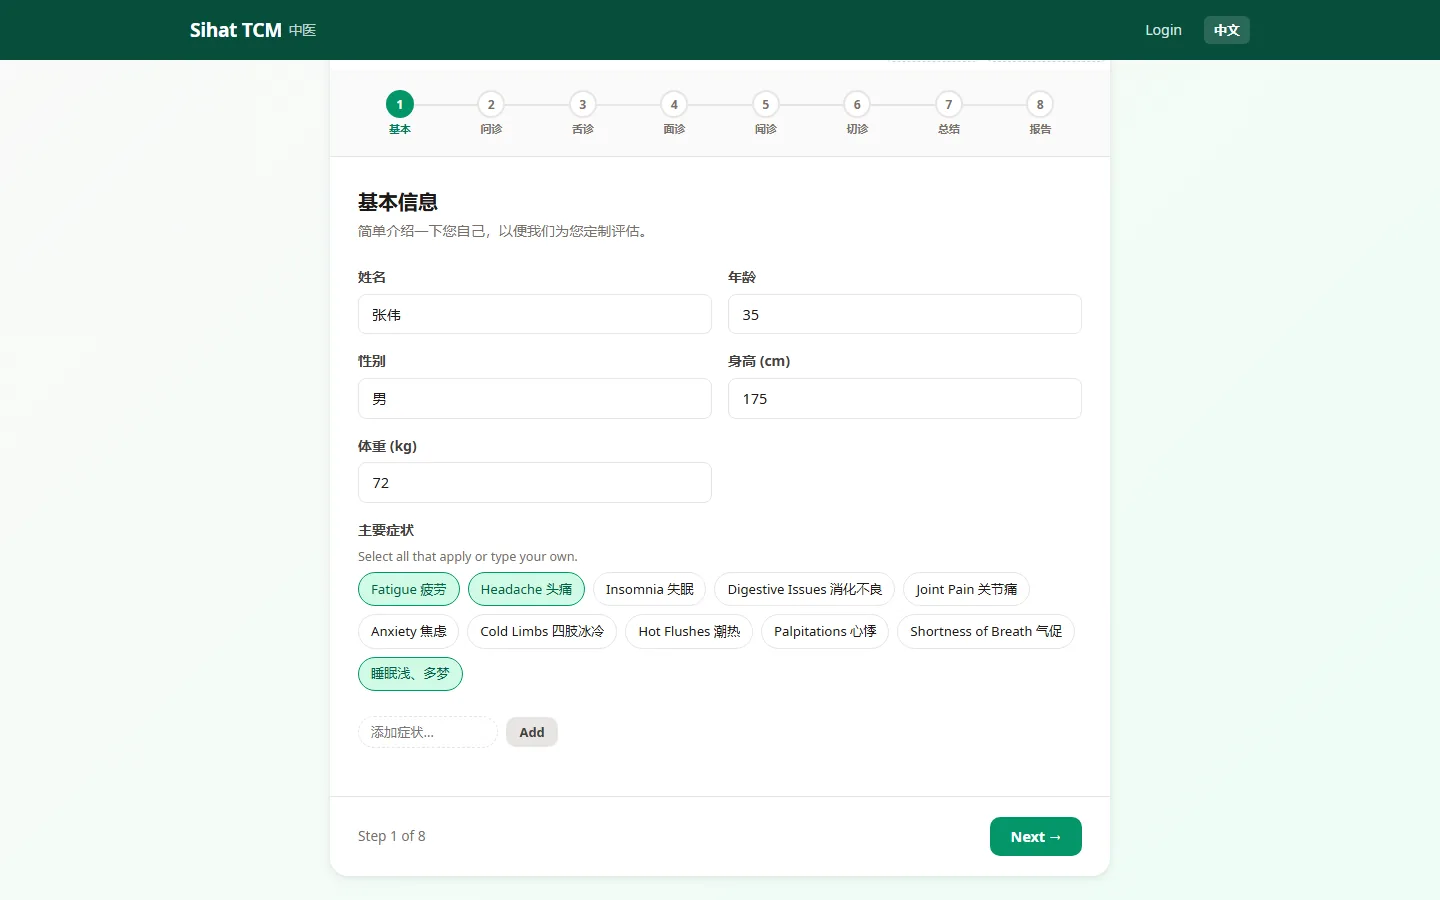 Sihat TCM 中医
Login
中文
1 2 3 4 5 6 7 8
基本 问诊 舌诊 面诊 闻诊 切诊 总结 报告
基本信息
简单介绍一下您自己，以便我们为您定制评估。
姓名 年龄
张伟 35
性别 身高 (cm)
男 175
体重 (kg)
72
主要症状
Select all that apply or type your own.
Fatigue 疲劳 Headache 头痛 Insomnia 失眠 Digestive Issues 消化不良 Joint Pain 关节痛
Anxiety 焦虑 Cold Limbs 四肢冰冷 Hot Flushes 潮热 Palpitations 心悸 Shortness of Breath 气促
睡眠浅、多梦
添加症状... Add
Step 1 of 8 Next →